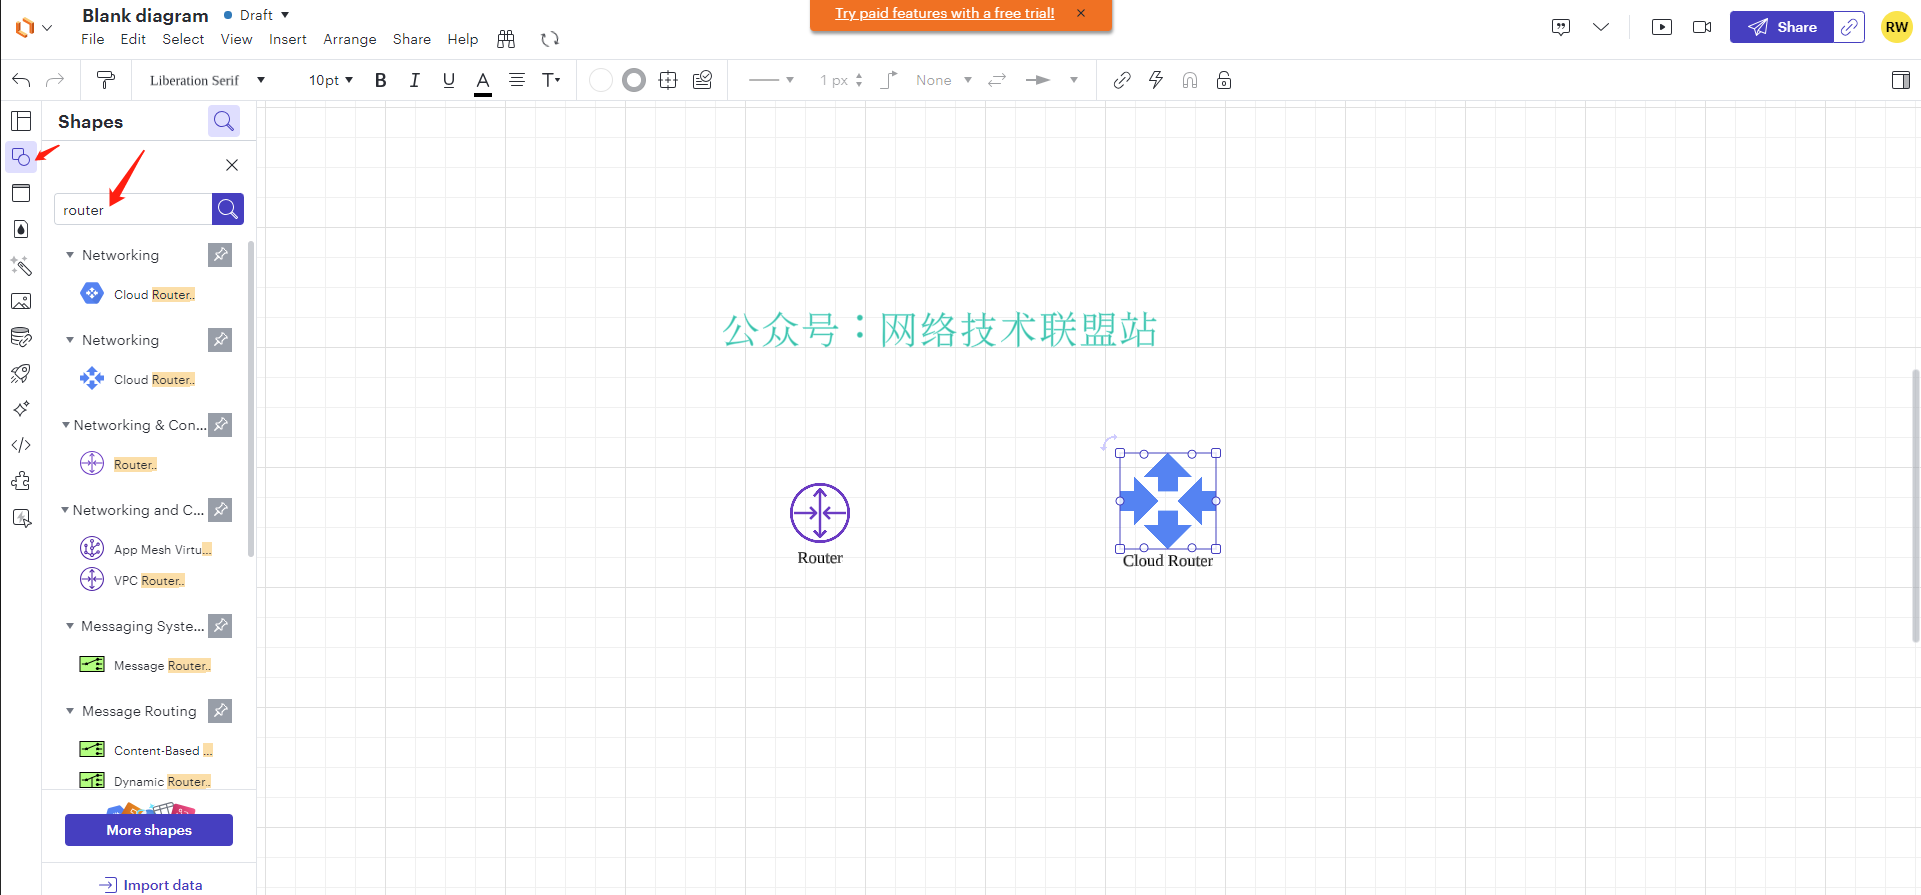 Blank diagram
Draft
Try paid features with a free trial!
File Edit Select View Insert Arrange Share Help
Share
RW
Liberation Serif
10pt
B I U A T
1 px
None
Shapes
router
Networking
Cloud Router..
Networking
Cloud Router..
Networking & Con...
Router..
Networking and C...
App Mesh Virtu...
VPC Router..
Messaging Syste...
Message Router..
Message Routing
Content-Based ...
Dynamic Router..
More shapes
Import data
公众号：网络技术联盟站
Router
Cloud Router